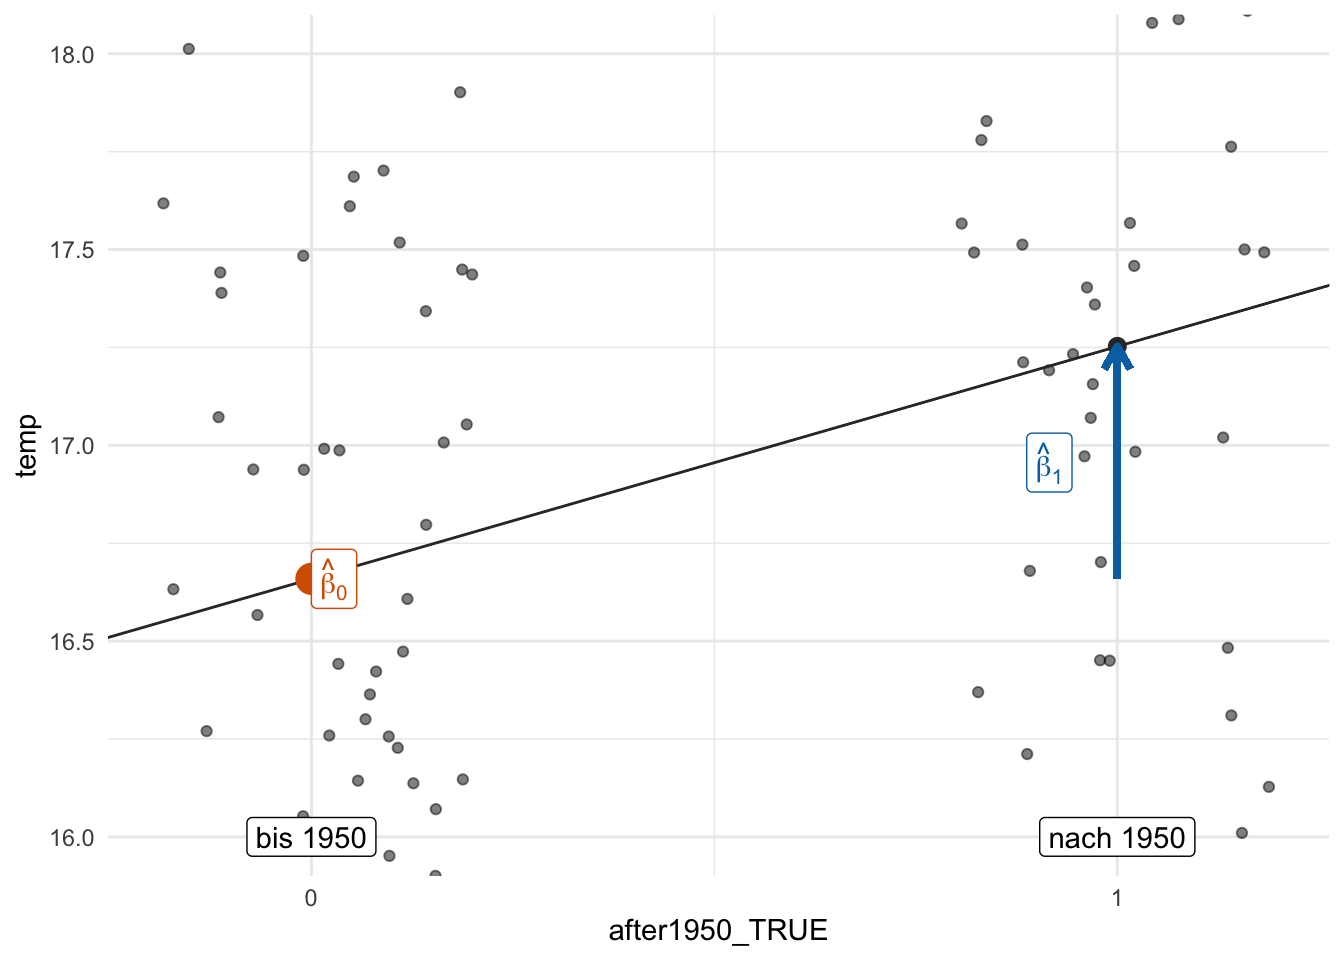 18.0
17.5
17.0
16.5
16.0
temp
β̂₀
β̂₁
bis 1950
nach 1950
0
1
after1950_TRUE